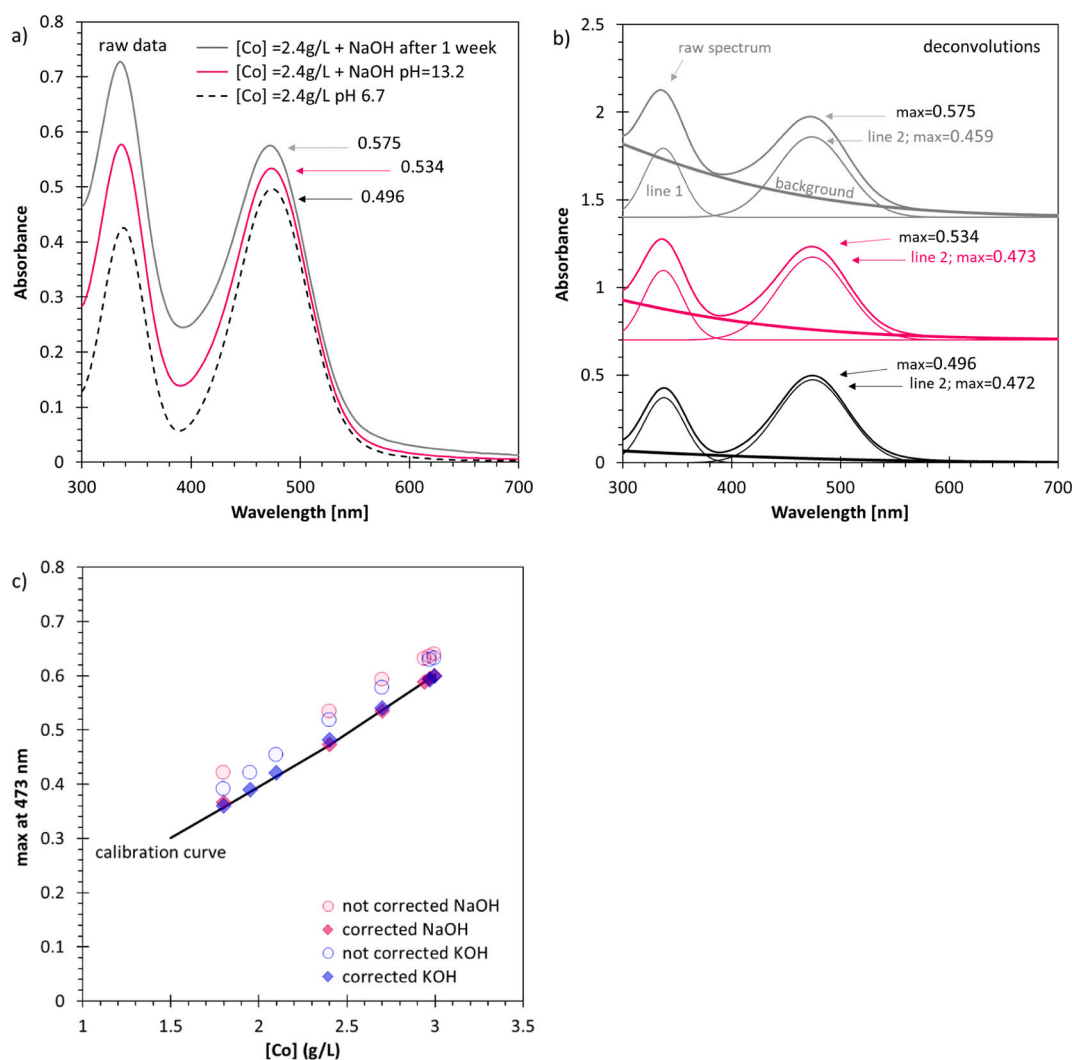 a)
raw data
[Co] =2.4g/L + NaOH after 1 week
[Co] =2.4g/L + NaOH pH=13.2
[Co] =2.4g/L pH 6.7
0.575
0.534
0.496
0.8
0.7
0.6
0.5
0.4
0.3
0.2
0.1
0
Absorbance
300
400
500
600
700
Wavelength [nm]
b)
raw spectrum
deconvolutions
max=0.575
line 2; max=0.459
line 1
background
max=0.534
line 2; max=0.473
max=0.496
line 2; max=0.472
2.5
2
1.5
1
0.5
0
Absorbance
300
400
500
600
700
Wavelength [nm]
c)
0.8
0.7
0.6
0.5
0.4
0.3
0.2
0.1
0
max at 473 nm
calibration curve
not corrected NaOH
corrected NaOH
not corrected KOH
corrected KOH
1
1.5
2
2.5
3
3.5
[Co] (g/L)